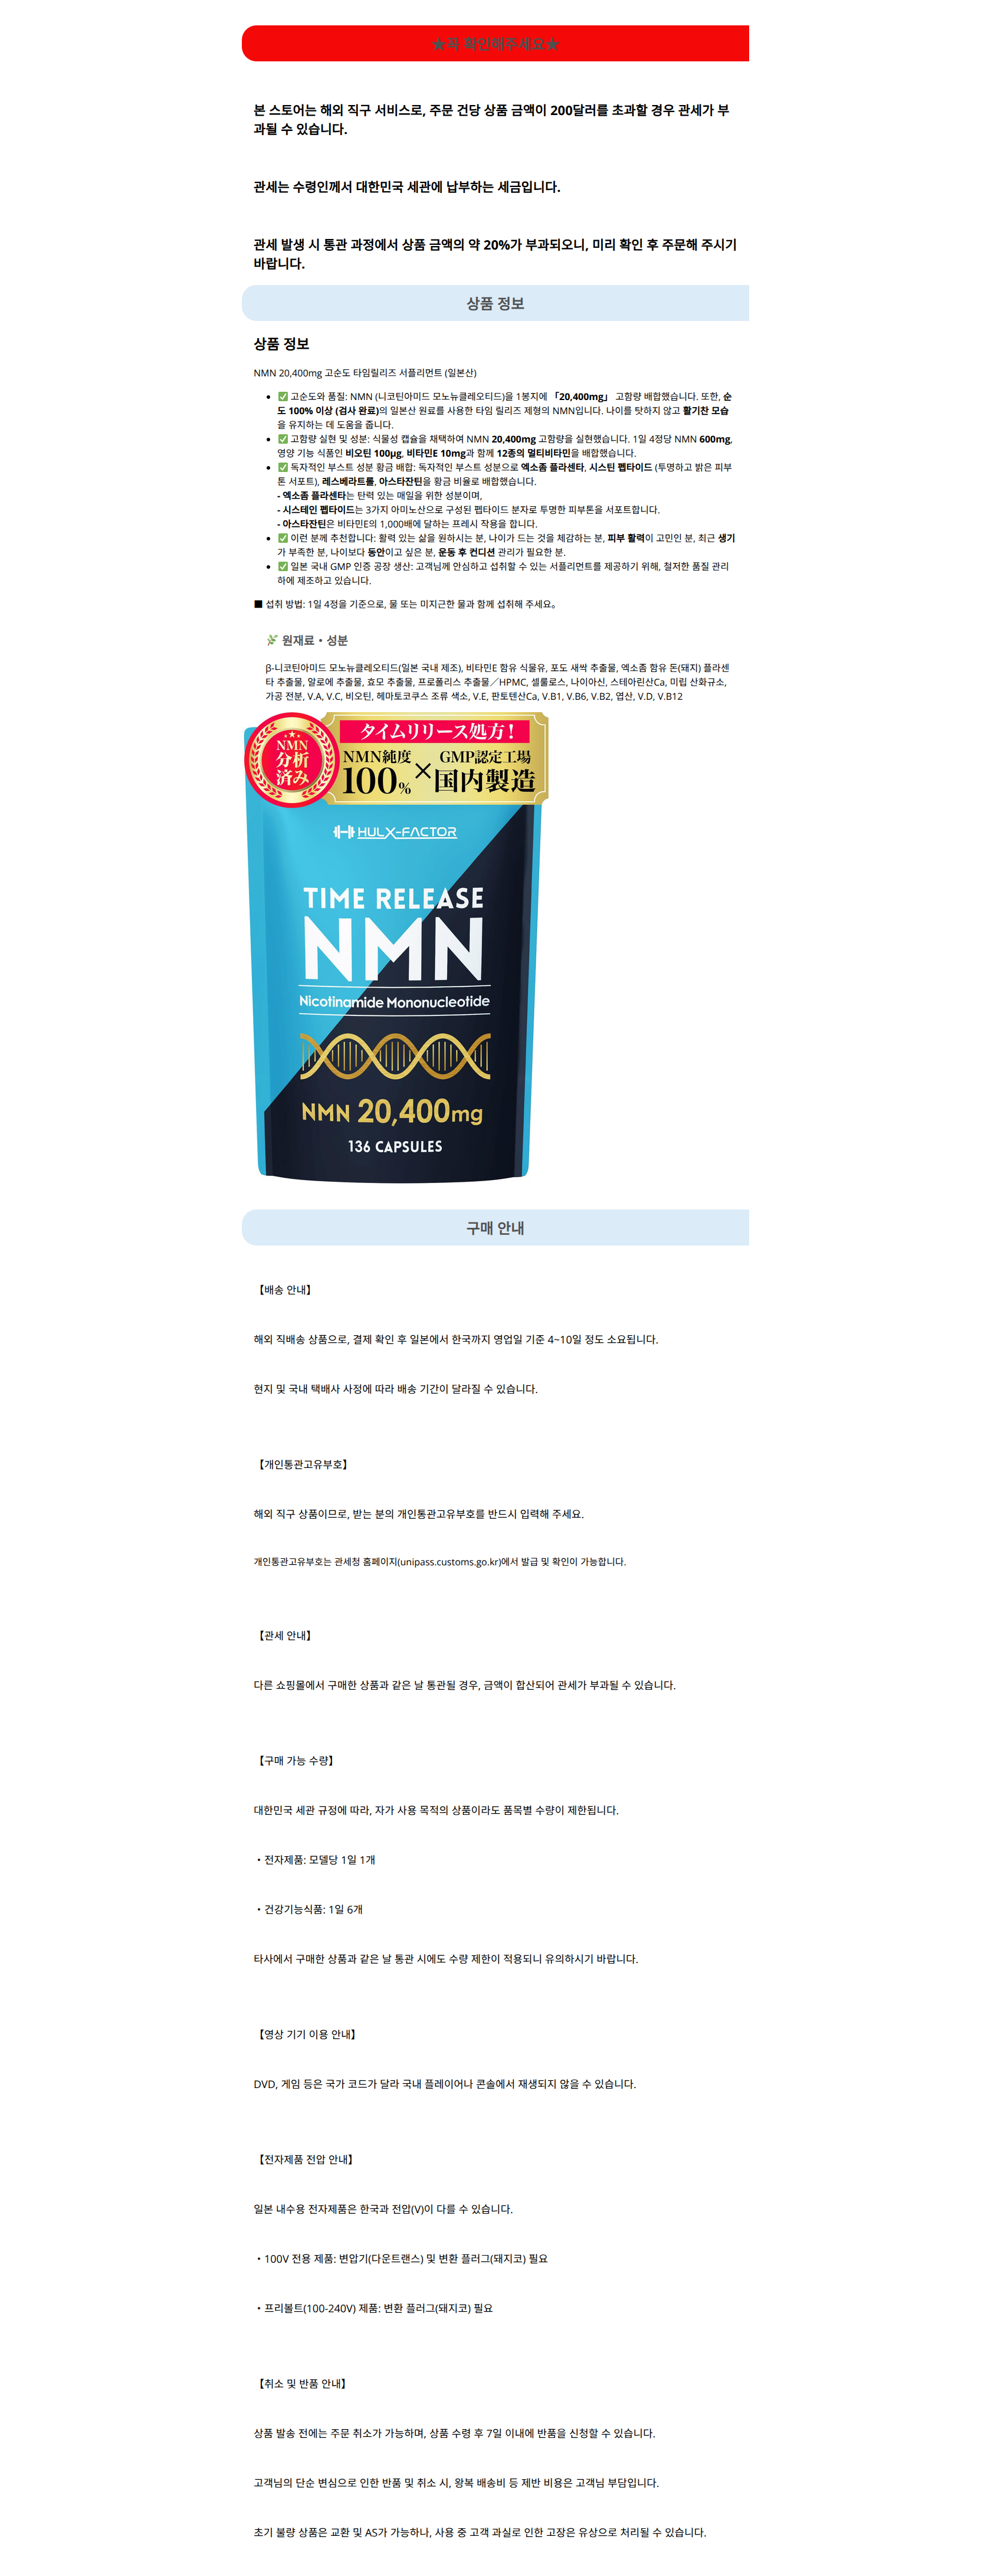 ★꼭 확인해주세요★
본 스토어는 해외 직구 서비스로, 주문 건당 상품 금액이 200달러를 초과할 경우 관세가 부
과될 수 있습니다.
관세는 수령인께서 대한민국 세관에 납부하는 세금입니다.
관세 발생 시 통관 과정에서 상품 금액의 약 20%가 부과되오니, 미리 확인 후 주문해 주시기
바랍니다.
상품 정보
상품 정보
NMN 20,400mg 고순도 타임릴리즈 서플리먼트 (일본산)
• ✅ 고순도와 품질: NMN (니코틴아미드 모노뉴클레오티드)을 1봉지에 「20,400mg」 고함량 배합했습니다. 또한, 순
도 100% 이상 (검사 완료)의 일본산 원료를 사용한 타임 릴리즈 제형의 NMN입니다. 나이를 탓하지 않고 활기찬 모습
을 유지하는 데 도움을 줍니다.
• ✅ 고함량 실현 및 성분: 식물성 캡슐을 채택하여 NMN 20,400mg 고함량을 실현했습니다. 1일 4정당 NMN 600mg,
영양 기능 식품인 비오틴 100μg, 비타민E 10mg과 함께 12종의 멀티비타민을 배합했습니다.
• ✅ 독자적인 부스트 성분 황금 배합: 독자적인 부스트 성분으로 엑소좀 플라센타, 시스틴 펩타이드 (투명하고 밝은 피부
톤 서포트), 레스베라트롤, 아스타잔틴을 황금 비율로 배합했습니다.
- 엑소좀 플라센타는 탄력 있는 매일을 위한 성분이며,
- 시스테인 펩타이드는 3가지 아미노산으로 구성된 펩타이드 분자로 투명한 피부톤을 서포트합니다.
- 아스타잔틴은 비타민E의 1,000배에 달하는 프레시 작용을 합니다.
• ✅ 이런 분께 추천합니다: 활력 있는 삶을 원하시는 분, 나이가 드는 것을 체감하는 분, 피부 활력이 고민인 분, 최근 생기
가 부족한 분, 나이보다 동안이고 싶은 분, 운동 후 컨디션 관리가 필요한 분.
• ✅ 일본 국내 GMP 인증 공장 생산: 고객님께 안심하고 섭취할 수 있는 서플리먼트를 제공하기 위해, 철저한 품질 관리
하에 제조하고 있습니다.
■ 섭취 방법: 1일 4정을 기준으로, 물 또는 미지근한 물과 함께 섭취해 주세요。
🌿 원재료・성분
β-니코틴아미드 모노뉴클레오티드(일본 국내 제조), 비타민E 함유 식물유, 포도 새싹 추출물, 엑소좀 함유 돈(돼지) 플라센
타 추출물, 알로에 추출물, 효모 추출물, 프로폴리스 추출물／HPMC, 셀룰로스, 나이아신, 스테아린산Ca, 미립 산화규소,
가공 전분, V.A, V.C, 비오틴, 헤마토코쿠스 조류 색소, V.E, 판토텐산Ca, V.B1, V.B6, V.B2, 엽산, V.D, V.B12
タイムリリース処方！
NMN
分析
済み
NMN純度
100%
×
GMP認定工場
国内製造
HULX-FACTOR
TIME RELEASE
NMN
Nicotinamide Mononucleotide
NMN 20,400mg
136 CAPSULES
구매 안내
【배송 안내】
해외 직배송 상품으로, 결제 확인 후 일본에서 한국까지 영업일 기준 4~10일 정도 소요됩니다.
현지 및 국내 택배사 사정에 따라 배송 기간이 달라질 수 있습니다.
【개인통관고유부호】
해외 직구 상품이므로, 받는 분의 개인통관고유부호를 반드시 입력해 주세요.
개인통관고유부호는 관세청 홈페이지(unipass.customs.go.kr)에서 발급 및 확인이 가능합니다.
【관세 안내】
다른 쇼핑몰에서 구매한 상품과 같은 날 통관될 경우, 금액이 합산되어 관세가 부과될 수 있습니다.
【구매 가능 수량】
대한민국 세관 규정에 따라, 자가 사용 목적의 상품이라도 품목별 수량이 제한됩니다.
・전자제품: 모델당 1일 1개
・건강기능식품: 1일 6개
타사에서 구매한 상품과 같은 날 통관 시에도 수량 제한이 적용되니 유의하시기 바랍니다.
【영상 기기 이용 안내】
DVD, 게임 등은 국가 코드가 달라 국내 플레이어나 콘솔에서 재생되지 않을 수 있습니다.
【전자제품 전압 안내】
일본 내수용 전자제품은 한국과 전압(V)이 다를 수 있습니다.
・100V 전용 제품: 변압기(다운트랜스) 및 변환 플러그(돼지코) 필요
・프리볼트(100-240V) 제품: 변환 플러그(돼지코) 필요
【취소 및 반품 안내】
상품 발송 전에는 주문 취소가 가능하며, 상품 수령 후 7일 이내에 반품을 신청할 수 있습니다.
고객님의 단순 변심으로 인한 반품 및 취소 시, 왕복 배송비 등 제반 비용은 고객님 부담입니다.
초기 불량 상품은 교환 및 AS가 가능하나, 사용 중 고객 과실로 인한 고장은 유상으로 처리될 수 있습니다.